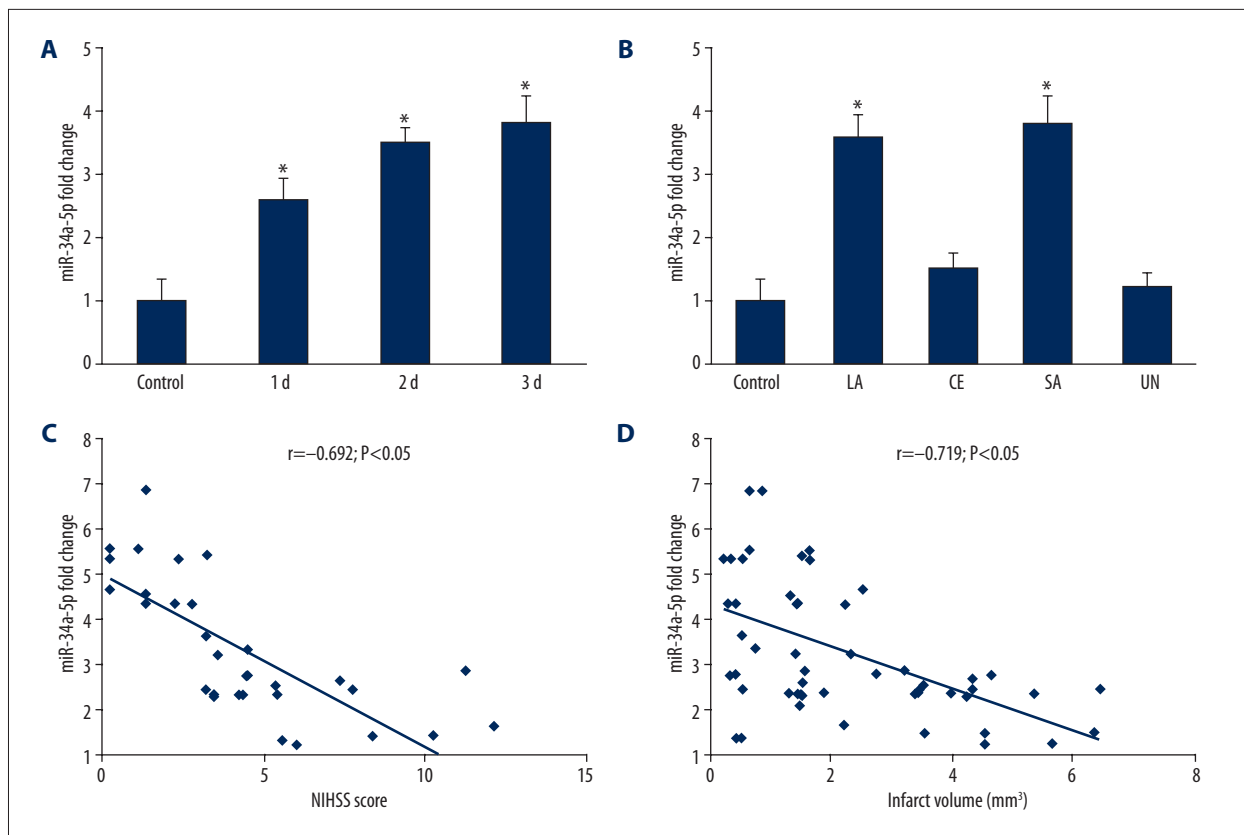 A
miR-34a-5p fold change
5
4
3
2
1
0
*
*
*
Control 1 d 2 d 3 d
B
miR-34a-5p fold change
5
4
3
2
1
0
*
*
Control LA CE SA UN
C
miR-34a-5p fold change
8
7
6
5
4
3
2
1
r=–0.692; P<0.05
0 5 10 15
NIHSS score
D
miR-34a-5p fold change
8
7
6
5
4
3
2
1
r=–0.719; P<0.05
0 2 4 6 8
Infarct volume (mm³)